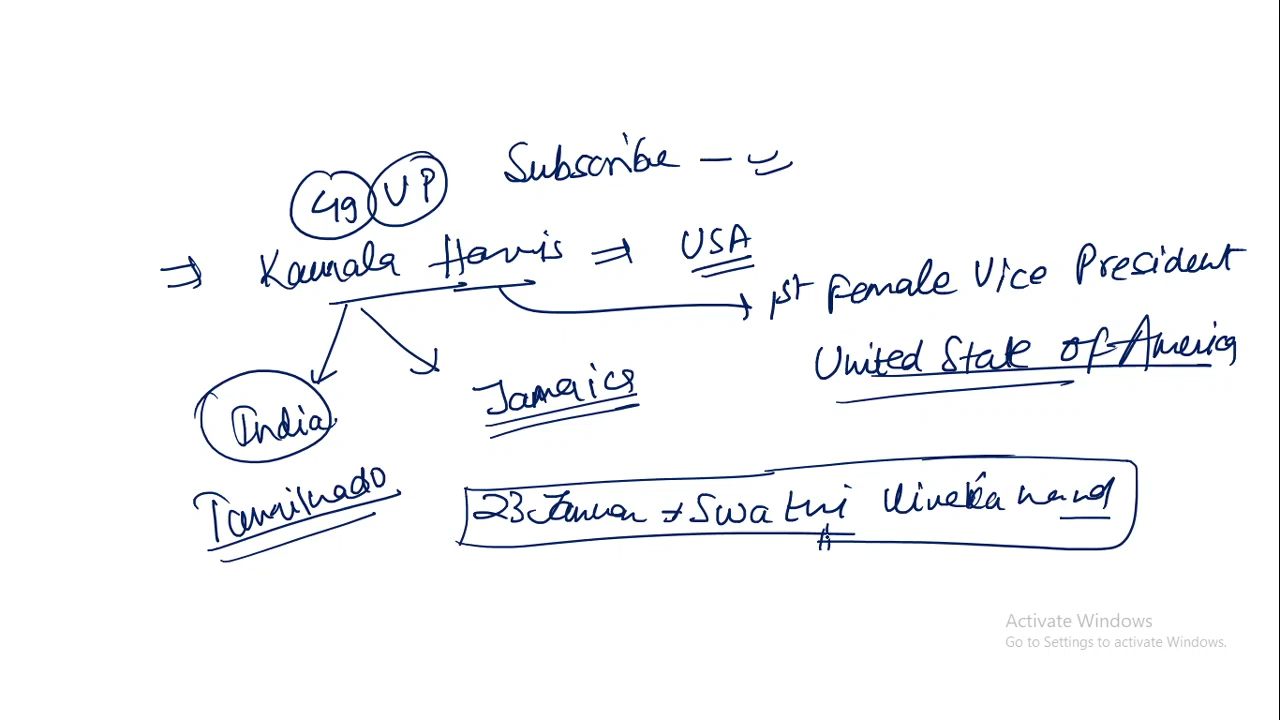 Subscribe -
49 VP
⇒ Kamala Harris ⇒ USA
1st Female Vice President
United State of America
India
Jamaica
Tamilnado
23 Januar → Swami Vivekanand
Activate Windows
Go to Settings to activate Windows.